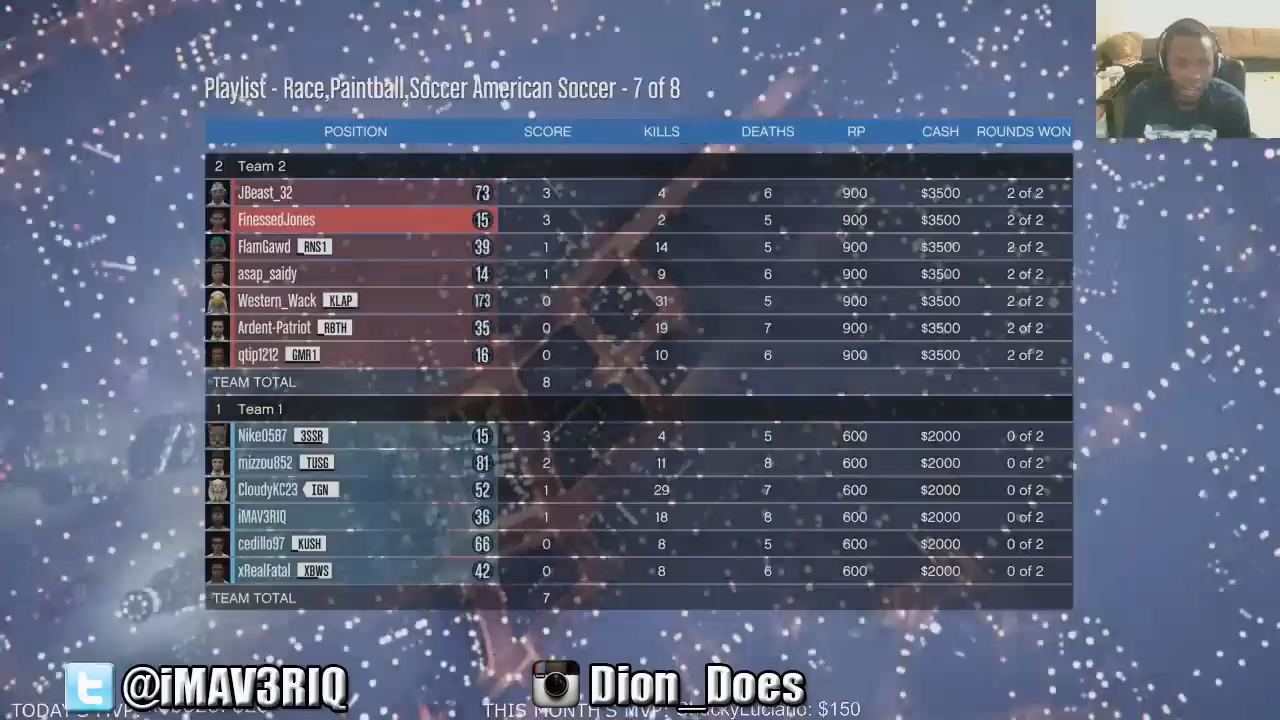 Playlist - Race,Paintball,Soccer American Soccer - 7 of 8
POSITION SCORE KILLS DEATHS RP CASH ROUNDS WON
2 Team 2
JBeast_32 73 3 4 6 900 $3500 2 of 2
FinessedJones 15 3 2 5 900 $3500 2 of 2
FlamGawd RNS1 39 1 14 5 900 $3500 2 of 2
asap_saidy 14 1 9 6 900 $3500 2 of 2
Western_Wack KLAP 173 0 31 5 900 $3500 2 of 2
Ardent-Patriot RBTH 35 0 19 7 900 $3500 2 of 2
qtip1212 GMR1 16 0 10 6 900 $3500 2 of 2
TEAM TOTAL 8
1 Team 1
Nike0587 3SSR 15 3 4 5 600 $2000 0 of 2
mizzou852 TUSG 81 2 11 8 600 $2000 0 of 2
CloudyKC23 IGN 52 1 29 7 600 $2000 0 of 2
iMAV3RIQ 36 1 18 8 600 $2000 0 of 2
cedillo97 KUSH 66 0 8 5 600 $2000 0 of 2
xRealFatal XBWS 42 0 8 6 600 $2000 0 of 2
TEAM TOTAL 7
@iMAV3RIQ Dion_Does
TODAY'S MVP: THIS MONTH'S MVP: ChuckyLuciano: $150